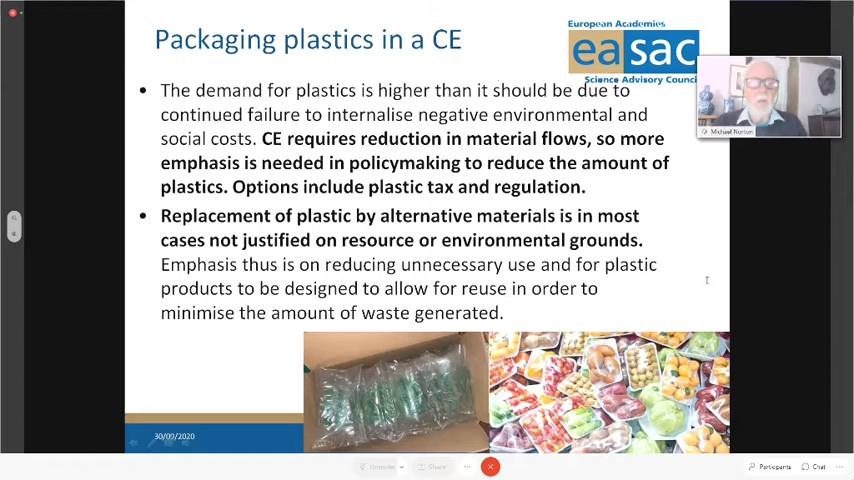 Packaging plastics in a CE
European Academies
easac
Science Advisory Council
• The demand for plastics is higher than it should be due to
continued failure to internalise negative environmental and
social costs. CE requires reduction in material flows, so more
emphasis is needed in policymaking to reduce the amount of
plastics. Options include plastic tax and regulation.
• Replacement of plastic by alternative materials is in most
cases not justified on resource or environmental grounds.
Emphasis thus is on reducing unnecessary use and for plastic
products to be designed to allow for reuse in order to
minimise the amount of waste generated.
Michael Norton
30/09/2020
Unmute
Share
Participants
Chat